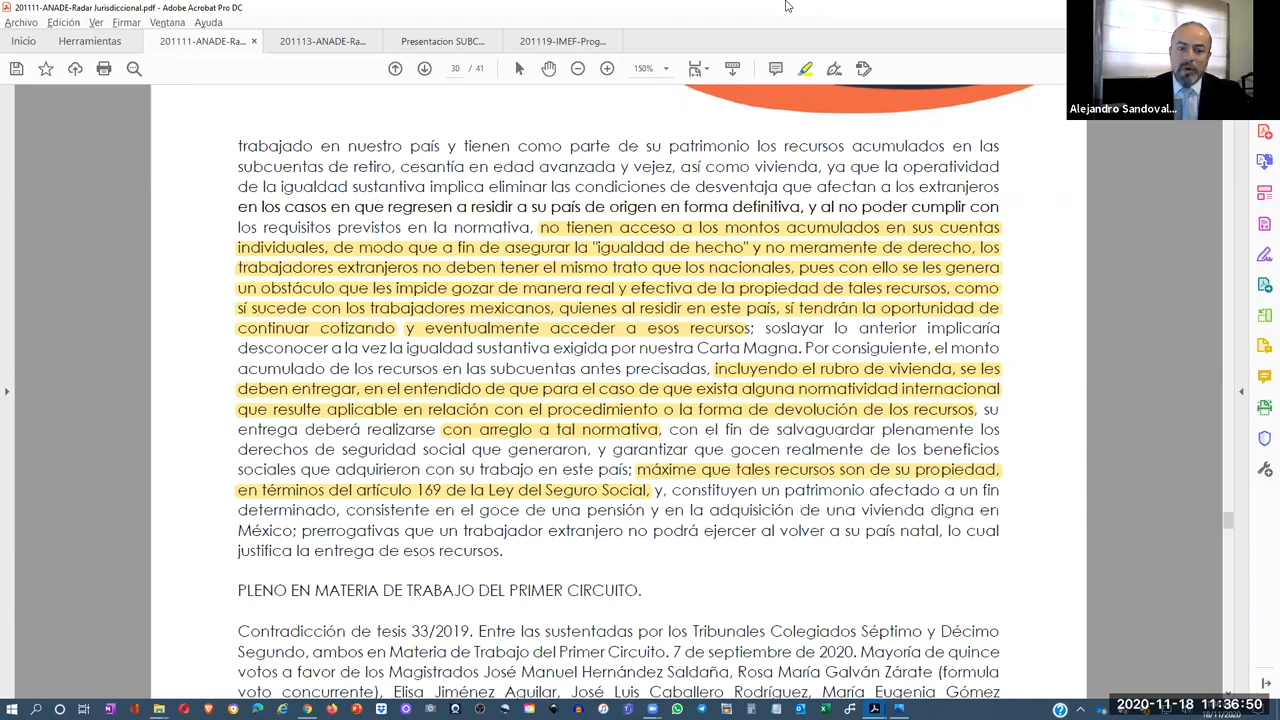 201111-ANADE-Radar Jurisdiccional.pdf - Adobe Acrobat Pro DC
Archivo Edición Ver Firmar Ventana Ayuda
Inicio Herramientas 201111-ANADE-Ra... × 201113-ANADE-Ra... Presentacion SUBC... 201119-IMEF-Prog...
30 / 41 150%
Alejandro Sandoval...
trabajado en nuestro país y tienen como parte de su patrimonio los recursos acumulados en las
subcuentas de retiro, cesantía en edad avanzada y vejez, así como vivienda, ya que la operatividad
de la igualdad sustantiva implica eliminar las condiciones de desventaja que afectan a los extranjeros
en los casos en que regresen a residir a su país de origen en forma definitiva, y al no poder cumplir con
los requisitos previstos en la normativa, no tienen acceso a los montos acumulados en sus cuentas
individuales, de modo que a fin de asegurar la "igualdad de hecho" y no meramente de derecho, los
trabajadores extranjeros no deben tener el mismo trato que los nacionales, pues con ello se les genera
un obstáculo que les impide gozar de manera real y efectiva de la propiedad de tales recursos, como
sí sucede con los trabajadores mexicanos, quienes al residir en este país, sí tendrán la oportunidad de
continuar cotizando y eventualmente acceder a esos recursos; soslayar lo anterior implicaría
desconocer a la vez la igualdad sustantiva exigida por nuestra Carta Magna. Por consiguiente, el monto
acumulado de los recursos en las subcuentas antes precisadas, incluyendo el rubro de vivienda, se les
deben entregar, en el entendido de que para el caso de que exista alguna normatividad internacional
que resulte aplicable en relación con el procedimiento o la forma de devolución de los recursos, su
entrega deberá realizarse con arreglo a tal normativa, con el fin de salvaguardar plenamente los
derechos de seguridad social que generaron, y garantizar que gocen realmente de los beneficios
sociales que adquirieron con su trabajo en este país; máxime que tales recursos son de su propiedad,
en términos del artículo 169 de la Ley del Seguro Social, y, constituyen un patrimonio afectado a un fin
determinado, consistente en el goce de una pensión y en la adquisición de una vivienda digna en
México; prerrogativas que un trabajador extranjero no podrá ejercer al volver a su país natal, lo cual
justifica la entrega de esos recursos.
PLENO EN MATERIA DE TRABAJO DEL PRIMER CIRCUITO.
Contradicción de tesis 33/2019. Entre las sustentadas por los Tribunales Colegiados Séptimo y Décimo
Segundo, ambos en Materia de Trabajo del Primer Circuito. 7 de septiembre de 2020. Mayoría de quince
votos a favor de los Magistrados José Manuel Hernández Saldaña, Rosa María Galván Zárate (formula
voto concurrente), Elisa Jiménez Aguilar, José Luis Caballero Rodríguez, María Eugenia Gómez
2020-11-18 11:36:50
18/11/2020